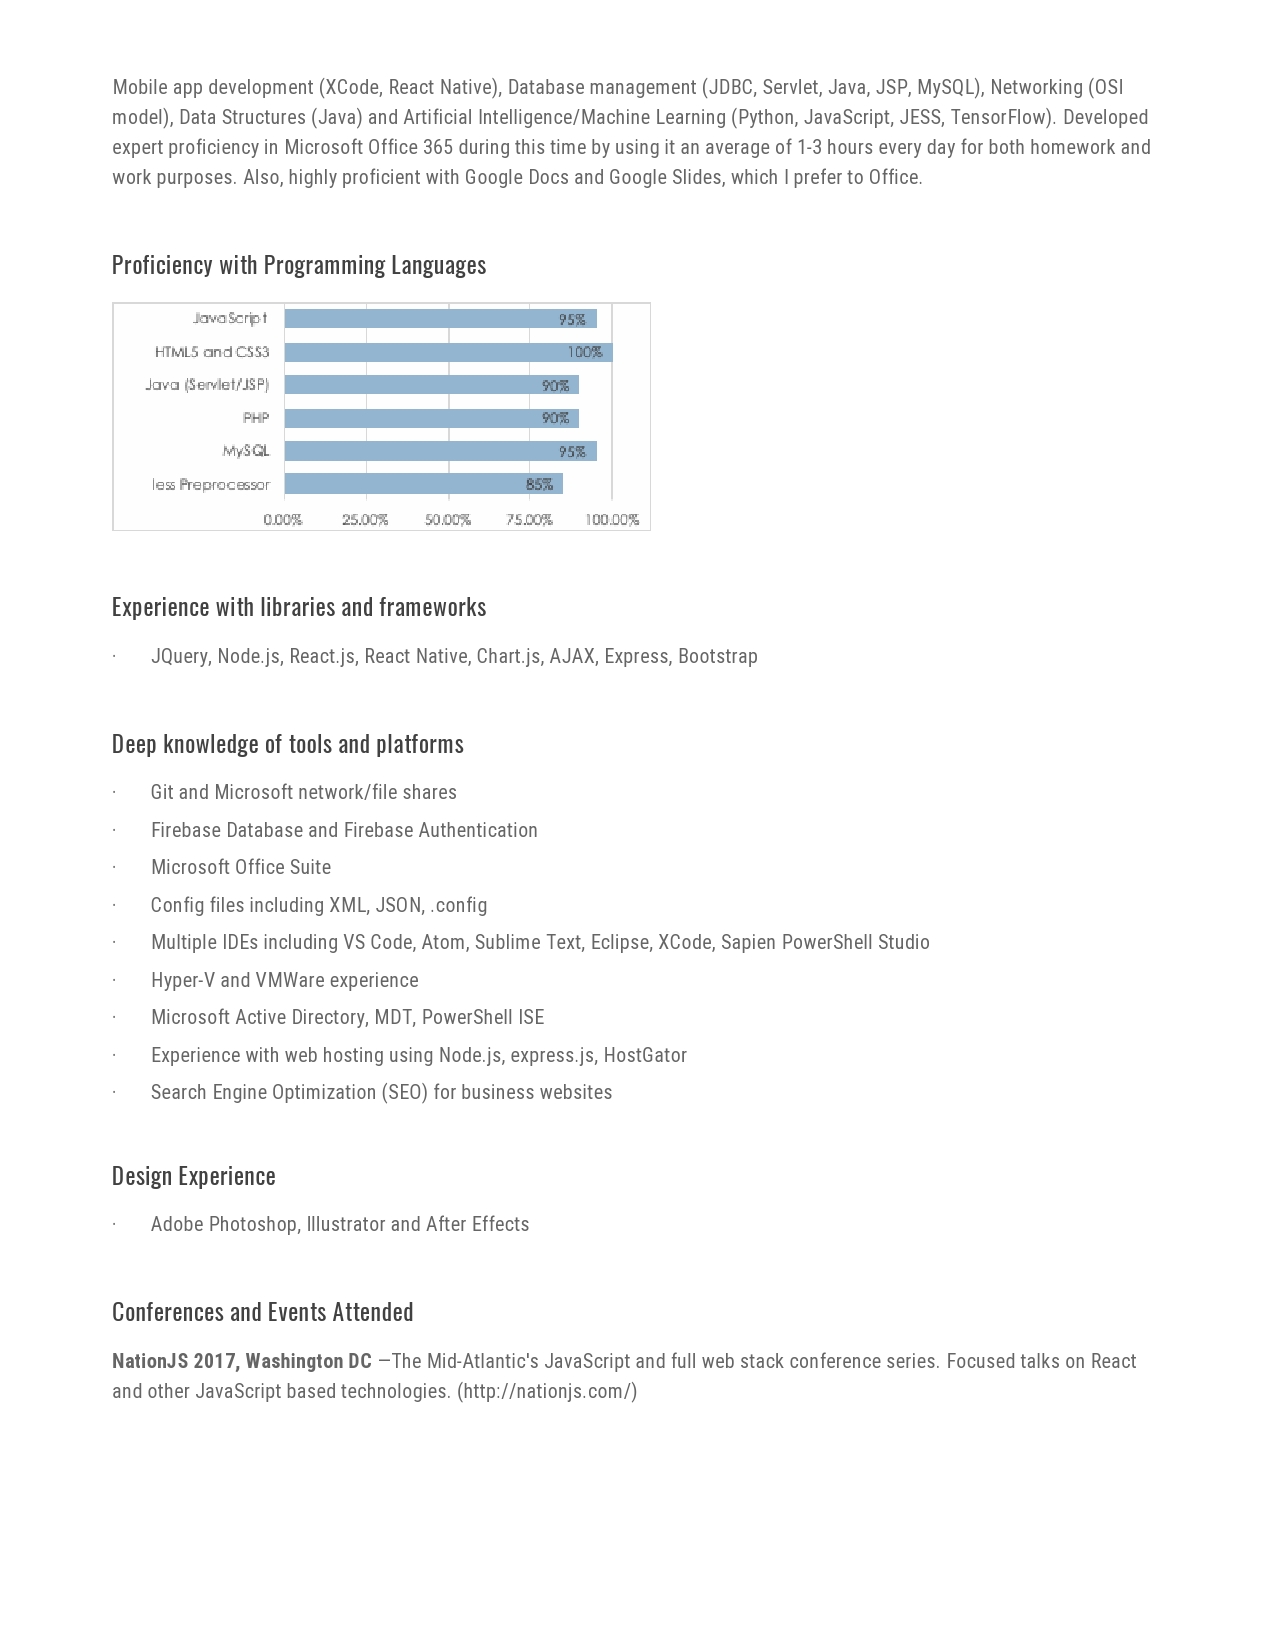 Mobile app development (XCode, React Native), Database management (JDBC, Servlet, Java, JSP, MySQL), Networking (OSI
model), Data Structures (Java) and Artificial Intelligence/Machine Learning (Python, JavaScript, JESS, TensorFlow). Developed
expert proficiency in Microsoft Office 365 during this time by using it an average of 1-3 hours every day for both homework and
work purposes. Also, highly proficient with Google Docs and Google Slides, which I prefer to Office.
Proficiency with Programming Languages
JavaScript 95%
HTML5 and CSS3 100%
Java (Servlet/JSP) 90%
PHP 90%
MySQL 95%
less Preprocessor 85%
0.00% 25.00% 50.00% 75.00% 100.00%
Experience with libraries and frameworks
· JQuery, Node.js, React.js, React Native, Chart.js, AJAX, Express, Bootstrap
Deep knowledge of tools and platforms
· Git and Microsoft network/file shares
· Firebase Database and Firebase Authentication
· Microsoft Office Suite
· Config files including XML, JSON, .config
· Multiple IDEs including VS Code, Atom, Sublime Text, Eclipse, XCode, Sapien PowerShell Studio
· Hyper-V and VMWare experience
· Microsoft Active Directory, MDT, PowerShell ISE
· Experience with web hosting using Node.js, express.js, HostGator
· Search Engine Optimization (SEO) for business websites
Design Experience
· Adobe Photoshop, Illustrator and After Effects
Conferences and Events Attended
NationJS 2017, Washington DC —The Mid-Atlantic's JavaScript and full web stack conference series. Focused talks on React
and other JavaScript based technologies. (http://nationjs.com/)